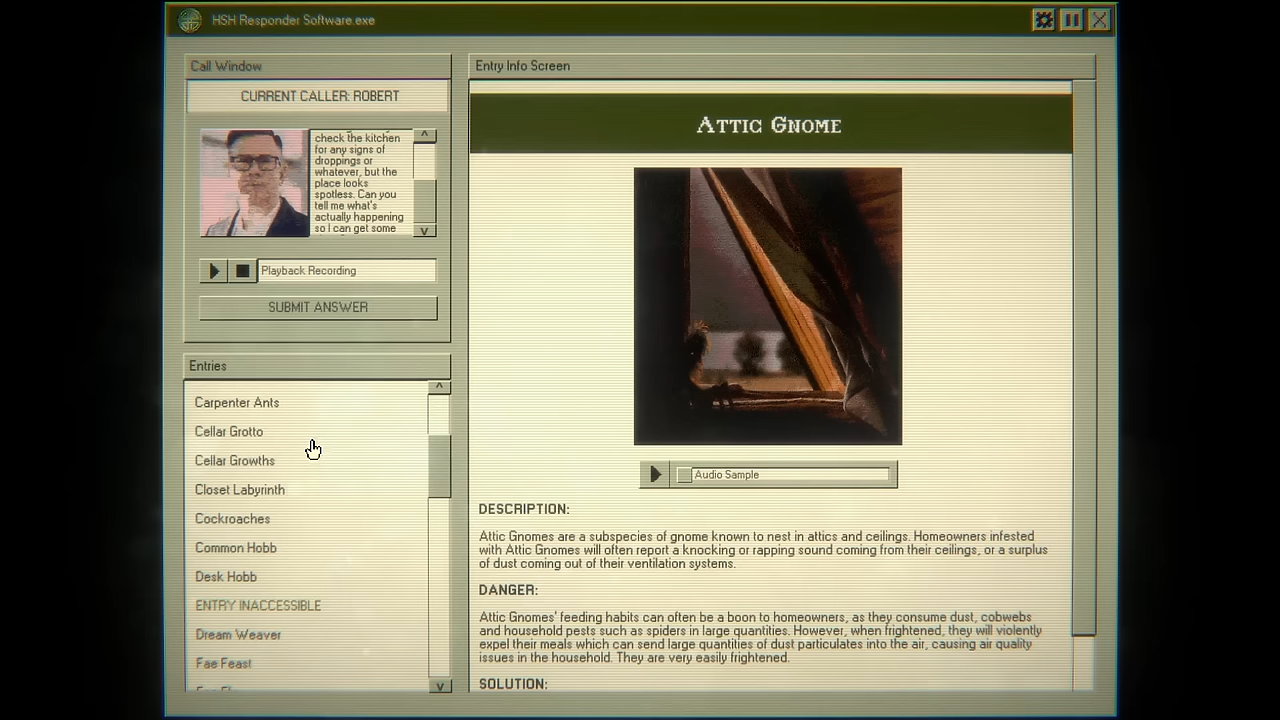 HSH Responder Software.exe
Call Window
CURRENT CALLER: ROBERT
check the kitchen
for any signs of
droppings or
whatever, but the
place looks
spotless. Can you
tell me what's
actually happening
so I can get some
Playback Recording
SUBMIT ANSWER
Entries
Carpenter Ants
Cellar Grotto
Cellar Growths
Closet Labyrinth
Cockroaches
Common Hobb
Desk Hobb
ENTRY INACCESSIBLE
Dream Weaver
Fae Feast
Entry Info Screen
ATTIC GNOME
Audio Sample
DESCRIPTION:
Attic Gnomes are a subspecies of gnome known to nest in attics and ceilings. Homeowners infested
with Attic Gnomes will often report a knocking or rapping sound coming from their ceilings, or a surplus
of dust coming out of their ventilation systems.
DANGER:
Attic Gnomes' feeding habits can often be a boon to homeowners, as they consume dust, cobwebs
and household pests such as spiders in large quantities. However, when frightened, they will violently
expel their meals which can send large quantities of dust particulates into the air, causing air quality
issues in the household. They are very easily frightened.
SOLUTION: